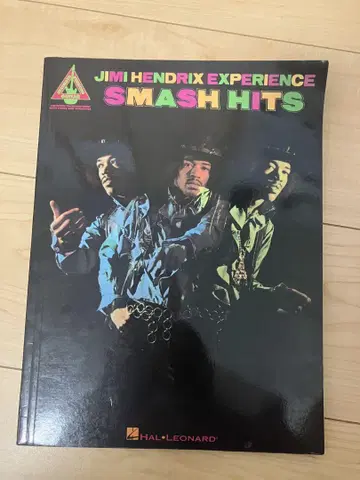 JIMI HENDRIX EXPERIENCE
SMASH HITS
HAL•LEONARD